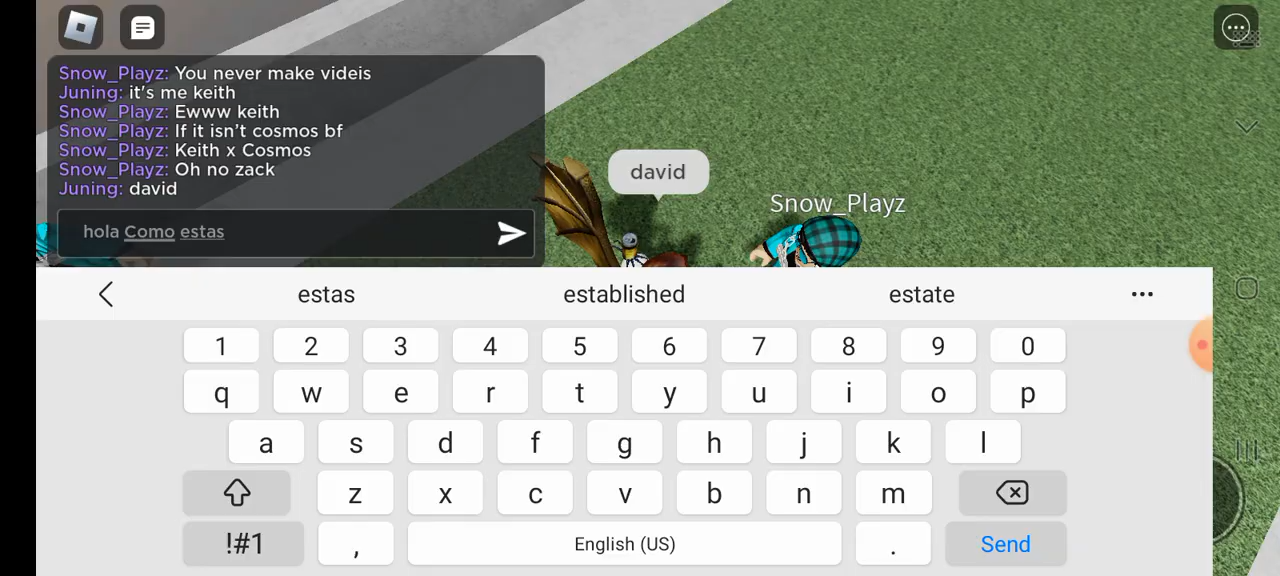 Snow_Playz: You never make videis
Juning: it's me keith
Snow_Playz: Ewww keith
Snow_Playz: If it isn't cosmos bf
Snow_Playz: Keith x Cosmos
Snow_Playz: Oh no zack
Juning: david
david
Snow_Playz
hola Como estas
estas established estate
1 2 3 4 5 6 7 8 9 0
q w e r t y u i o p
a s d f g h j k l
z x c v b n m
!#1 , English (US) . Send